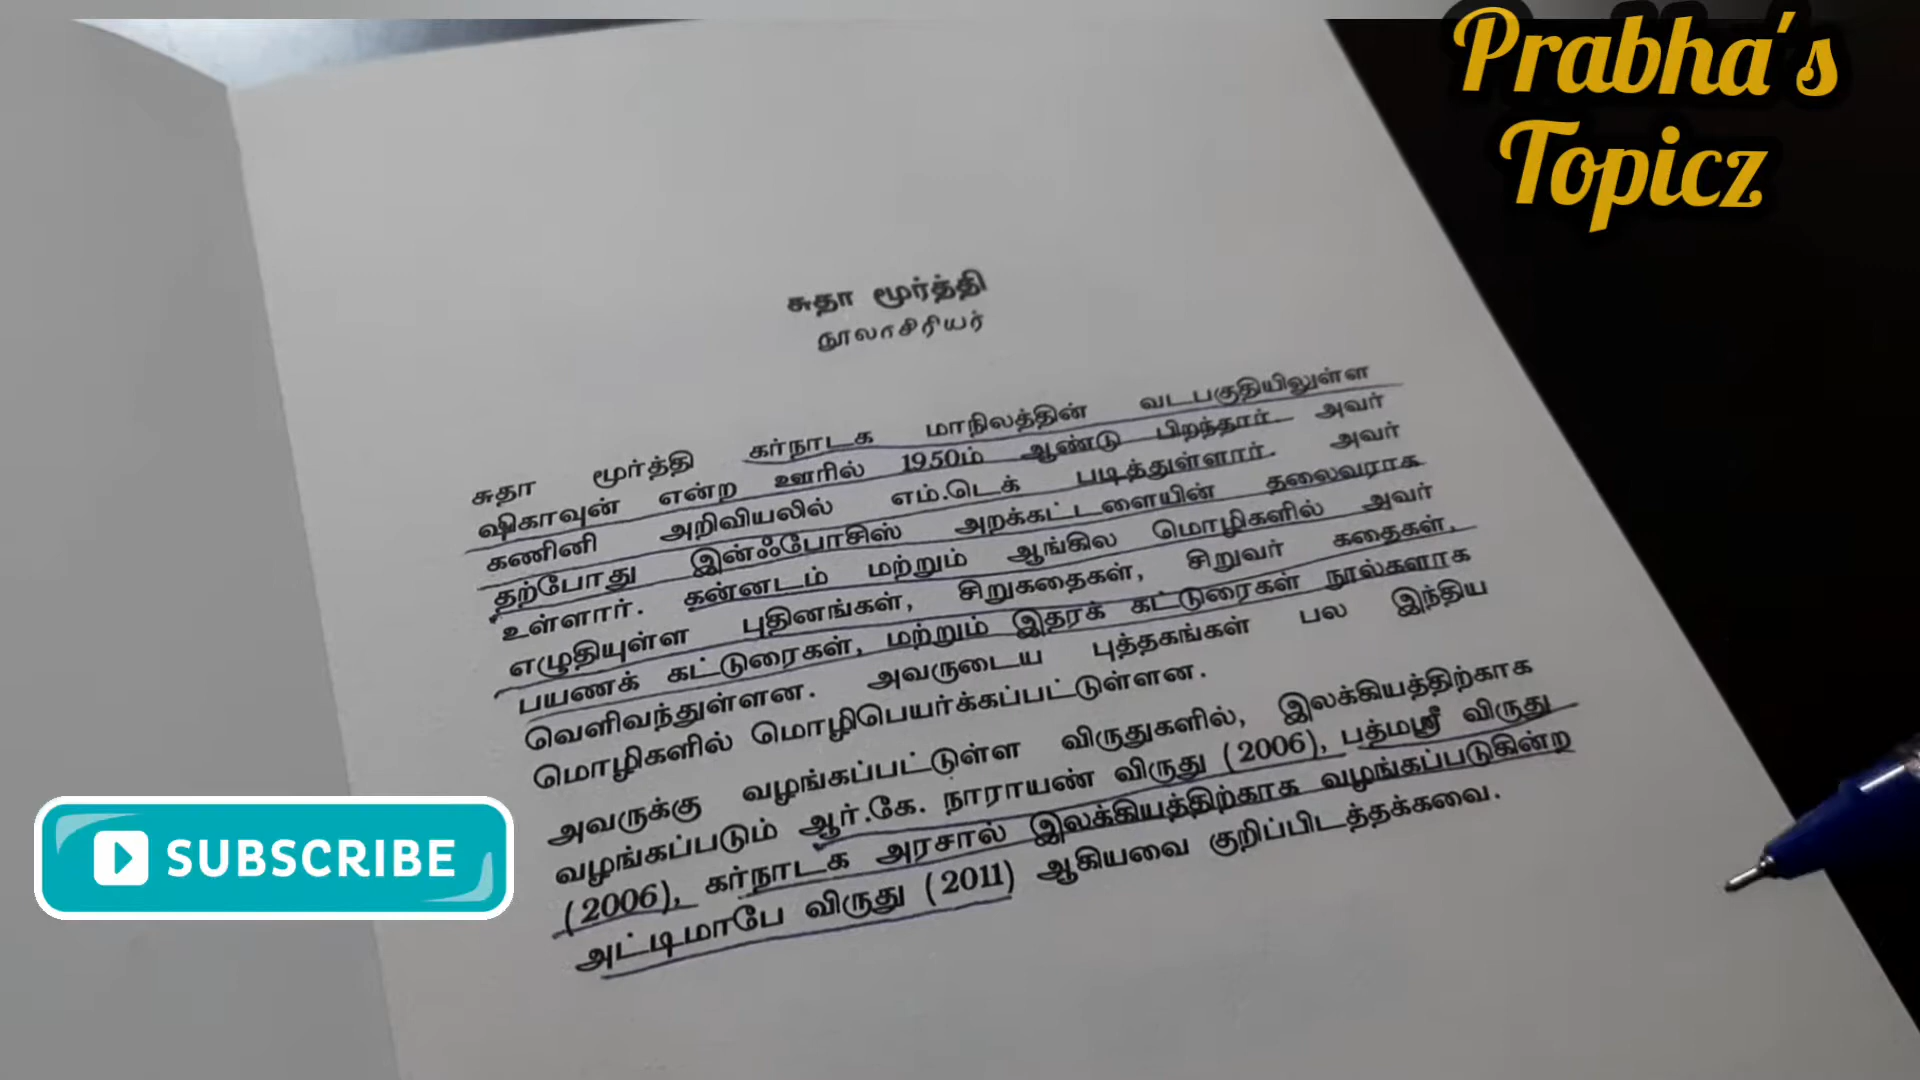 Prabha's
Topicz
சுதா மூர்த்தி
நூலாசிரியர்
சுதா மூர்த்தி கர்நாடக மாநிலத்தின் வடபகுதியிலுள்ள
ஷிகாவுன் என்ற ஊரில் 1950ம் ஆண்டு பிறந்தார். அவர்
கணினி அறிவியலில் எம்.டெக் படித்துள்ளார். அவர்
தற்போது இன்ஃபோசிஸ் அறக்கட்டளையின் தலைவராக
உள்ளார். கன்னடம் மற்றும் ஆங்கில மொழிகளில் அவர்
எழுதியுள்ள புதினங்கள், சிறுகதைகள், சிறுவர் கதைகள்,
பயணக் கட்டுரைகள், மற்றும் இதரக் கட்டுரைகள் நூல்களாக
வெளிவந்துள்ளன. அவருடைய புத்தகங்கள் பல இந்திய
மொழிகளில் மொழிபெயர்க்கப்பட்டுள்ளன.
அவருக்கு வழங்கப்பட்டுள்ள விருதுகளில், இலக்கியத்திற்காக
வழங்கப்படும் ஆர்.கே. நாராயண் விருது (2006), பத்மஸ்ரீ விருது
(2006), கர்நாடக அரசால் இலக்கியத்திற்காக வழங்கப்படுகின்ற
அட்டிமாபே விருது (2011) ஆகியவை குறிப்பிடத்தக்கவை.
SUBSCRIBE